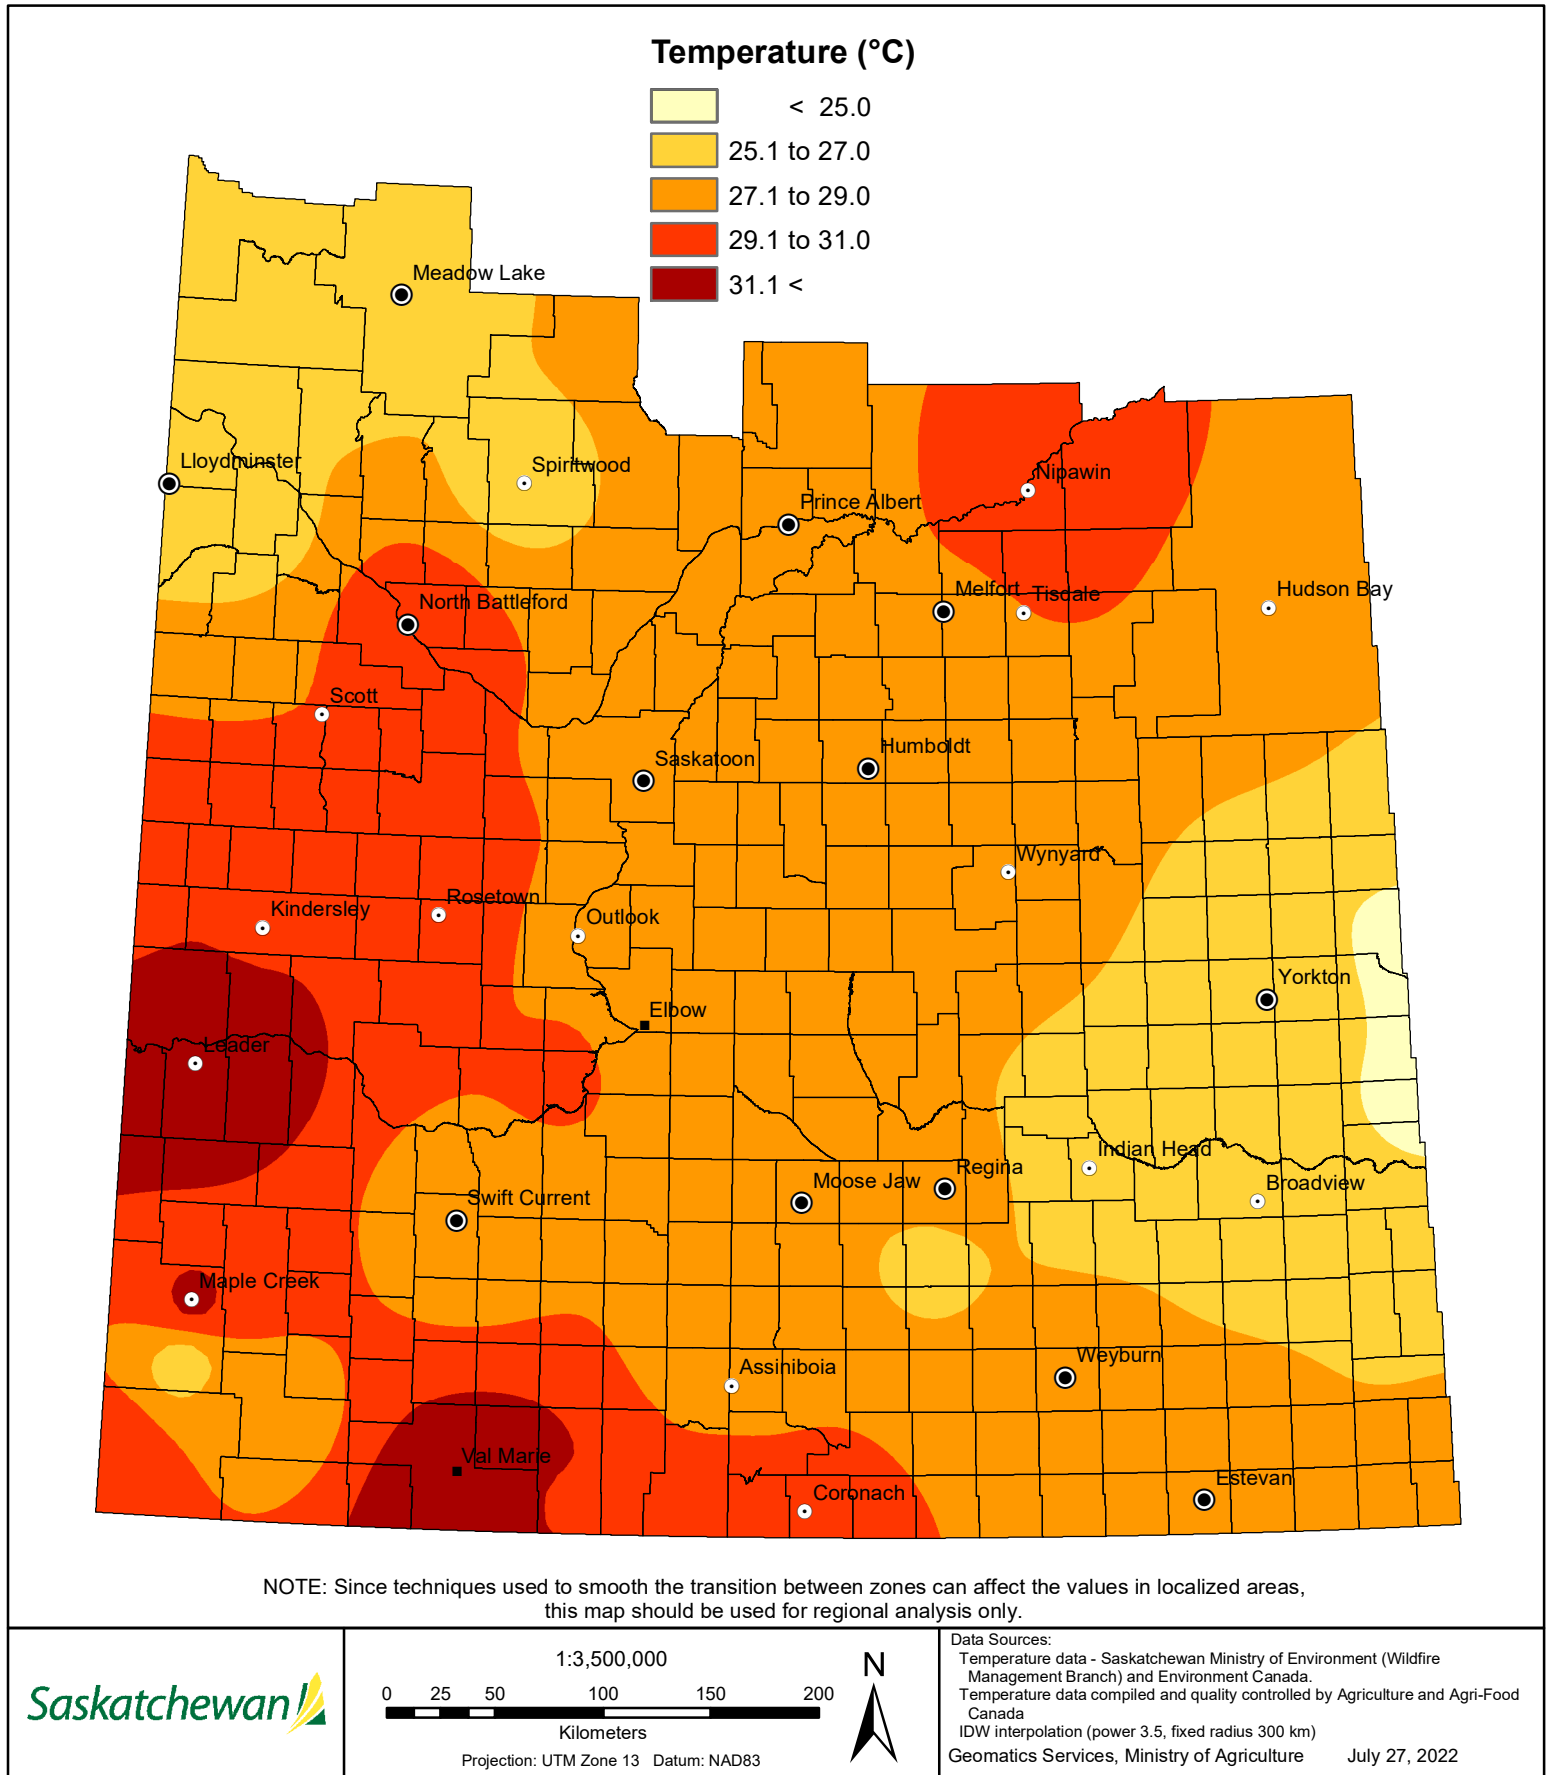 Temperature (°C)
< 25.0
25.1 to 27.0
27.1 to 29.0
29.1 to 31.0
31.1 <
Meadow Lake
Lloydminster
Spiritwood
Nipawin
Prince Albert
North Battleford
Melfort
Tisdale
Hudson Bay
Scott
Saskatoon
Humboldt
Wynyard
Kindersley
Rosetown
Outlook
Yorkton
Elbow
Leader
Indian Head
Moose Jaw
Regina
Broadview
Swift Current
Maple Creek
Assiniboia
Weyburn
Val Marie
Coronach
Estevan
NOTE: Since techniques used to smooth the transition between zones can affect the values in localized areas,
this map should be used for regional analysis only.
Saskatchewan
1:3,500,000
0 25 50 100 150 200
Kilometers
Projection: UTM Zone 13 Datum: NAD83
N
Data Sources:
Temperature data - Saskatchewan Ministry of Environment (Wildfire
Management Branch) and Environment Canada.
Temperature data compiled and quality controlled by Agriculture and Agri-Food
Canada
IDW interpolation (power 3.5, fixed radius 300 km)
Geomatics Services, Ministry of Agriculture July 27, 2022